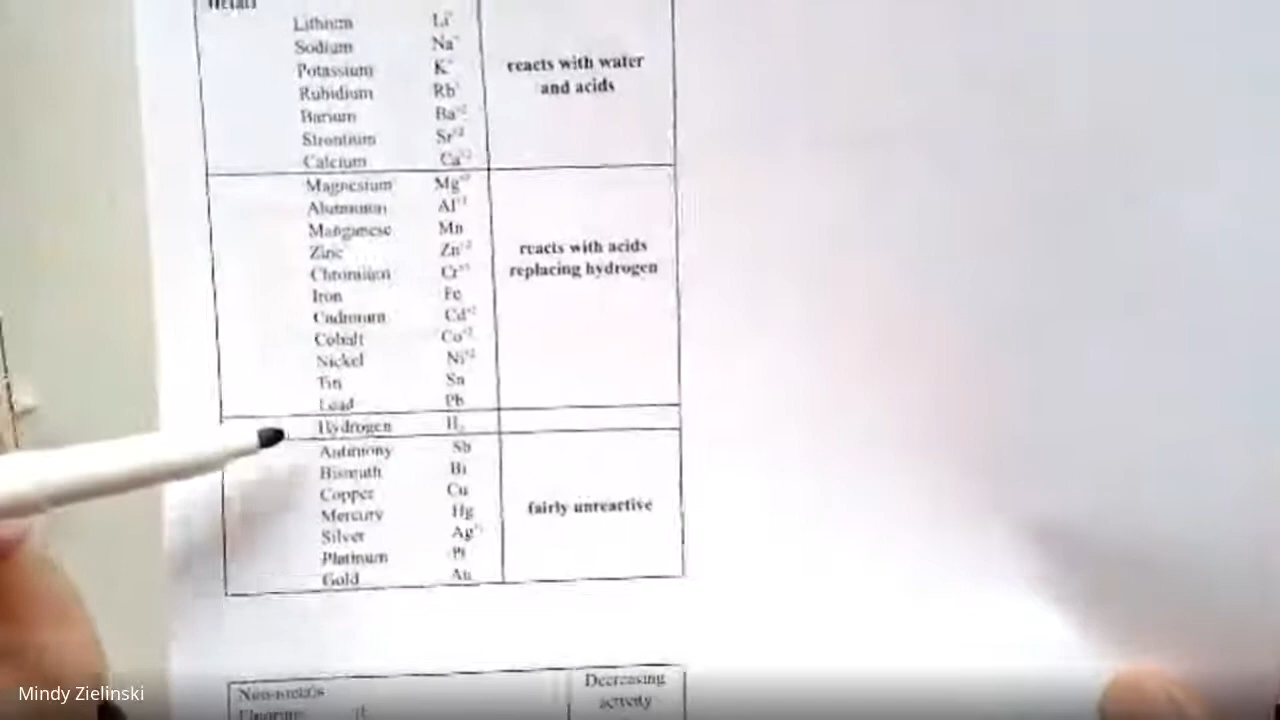 Metals
Lithium Li+
Sodium Na+
Potassium K+
Rubidium Rb+
Barium Ba+2
Strontium Sr+2
Calcium Ca+2
reacts with water
and acids
Magnesium Mg+2
Aluminum Al+3
Manganese Mn
Zinc Zn+2
Chromium Cr+3
Iron Fe
Cadmium Cd+2
Cobalt Co+2
Nickel Ni+2
Tin Sn
Lead Pb
reacts with acids
replacing hydrogen
Hydrogen H2
Antimony Sb
Bismuth Bi
Copper Cu
Mercury Hg
Silver Ag+
Platinum Pt
Gold Au
fairly unreactive
Non-metals
Fluorine
Decreasing
activity
Mindy Zielinski